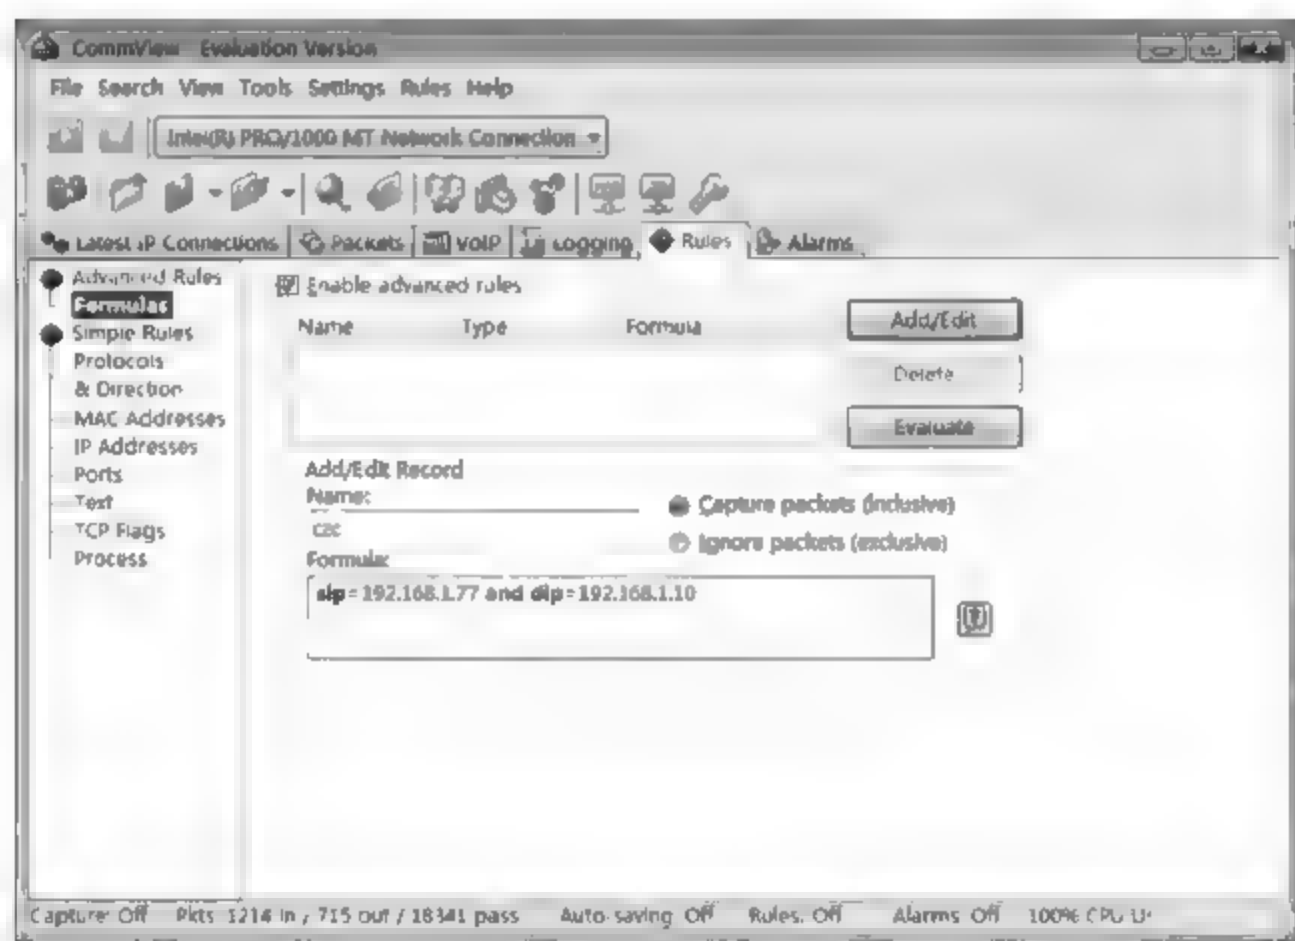 CommView Evaluation Version
File Search View Tools Settings Rules Help
Intel(R) PRO/1000 MT Network Connection
Latest IP Connections Packets VoIP Logging Rules Alarms
Advanced Rules
Formulas
Simple Rules
Protocols
& Direction
MAC Addresses
IP Addresses
Ports
Text
TCP Flags
Process
Enable advanced rules
Name Type Formula
Add/Edit
Delete
Evaluate
Add/Edit Record
Name:
Capture packets (inclusive)
Ignore packets (exclusive)
Formula:
sip=192.168.1.77 and dip=192.168.1.10
Capture: Off Pkts: 1214 in / 715 out / 18341 pass Auto-saving: Off Rules: Off Alarms: Off 100% CPU